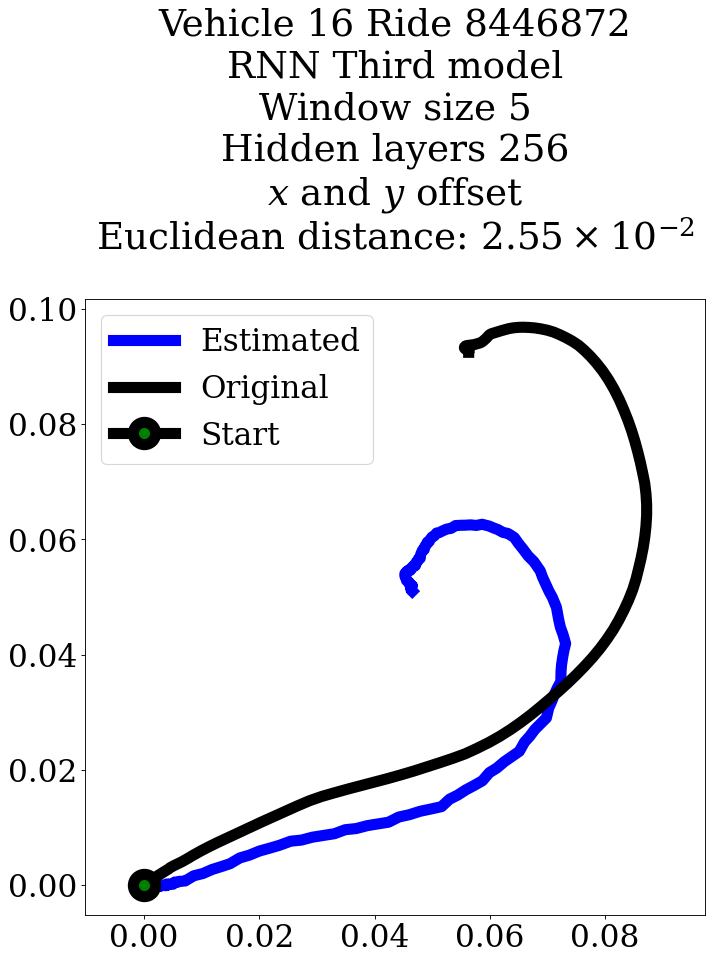 Vehicle 16 Ride 8446872
RNN Third model
Window size 5
Hidden layers 256
x and y offset
Euclidean distance: 2.55 × 10⁻²
Estimated
Original
Start
0.10
0.08
0.06
0.04
0.02
0.00
0.00 0.02 0.04 0.06 0.08